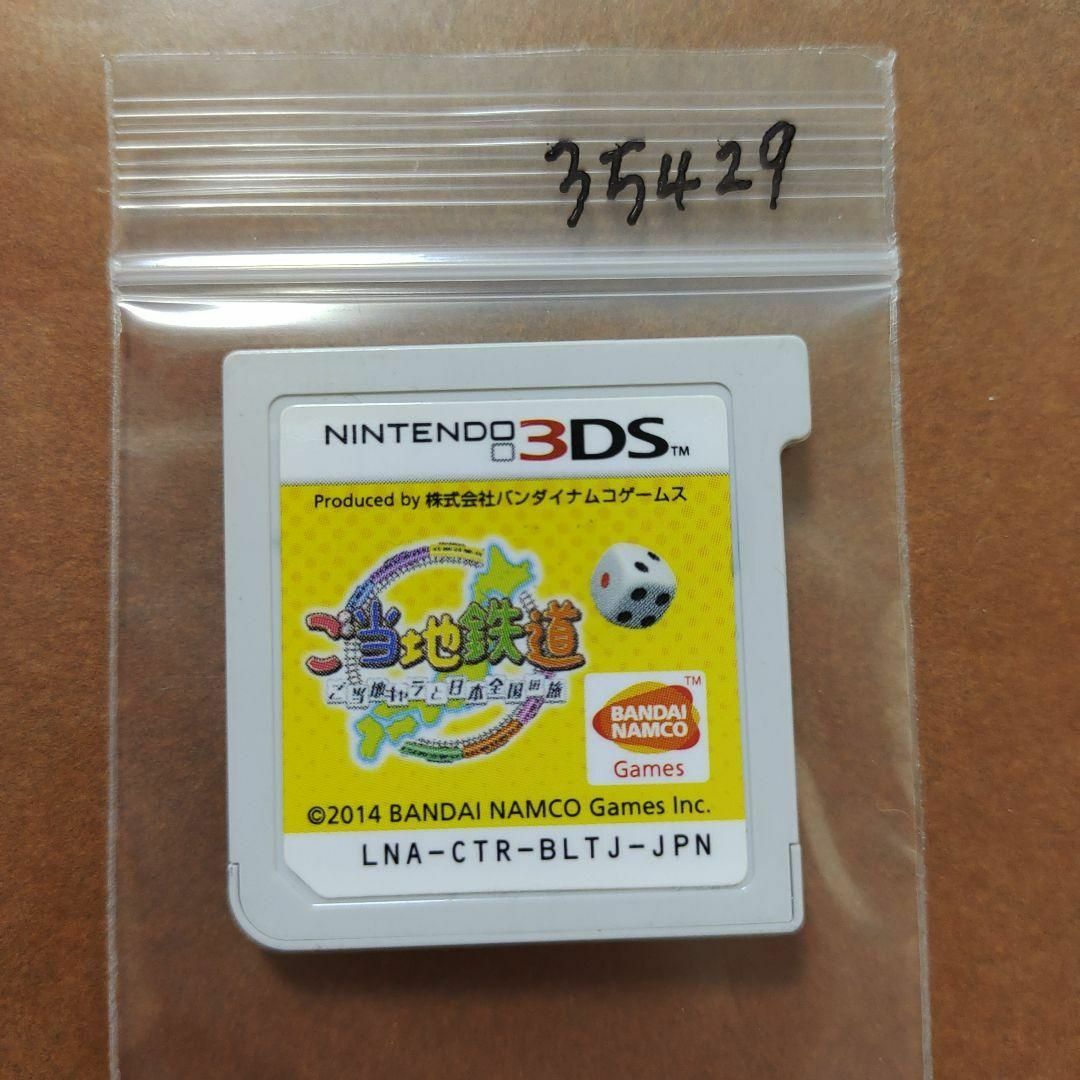 35429
NINTENDO 3DS™
Produced by 株式会社バンダイナムコゲームス
ご当地鉄道
ご当地キャラと日本全国の旅
TM
BANDAI
NAMCO
Games
©2014 BANDAI NAMCO Games Inc.
LNA-CTR-BLTJ-JPN